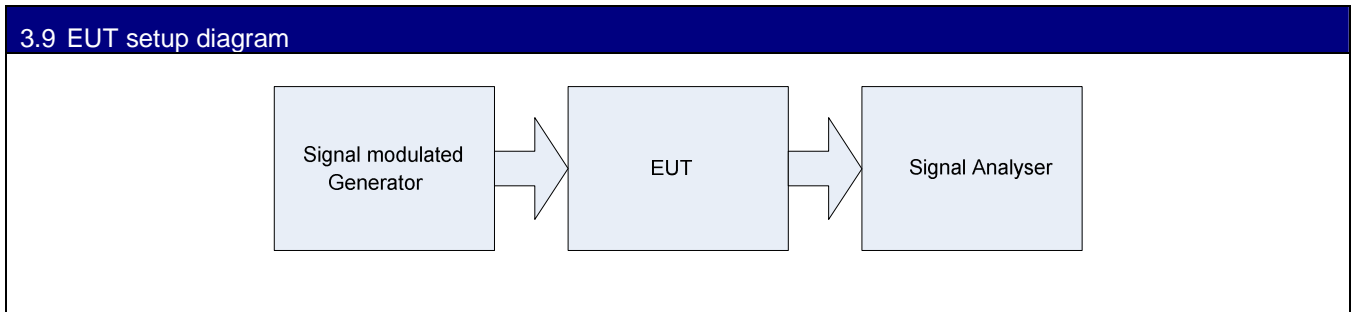 3.9 EUT setup diagram
Signal modulated
Generator
EUT
Signal Analyser